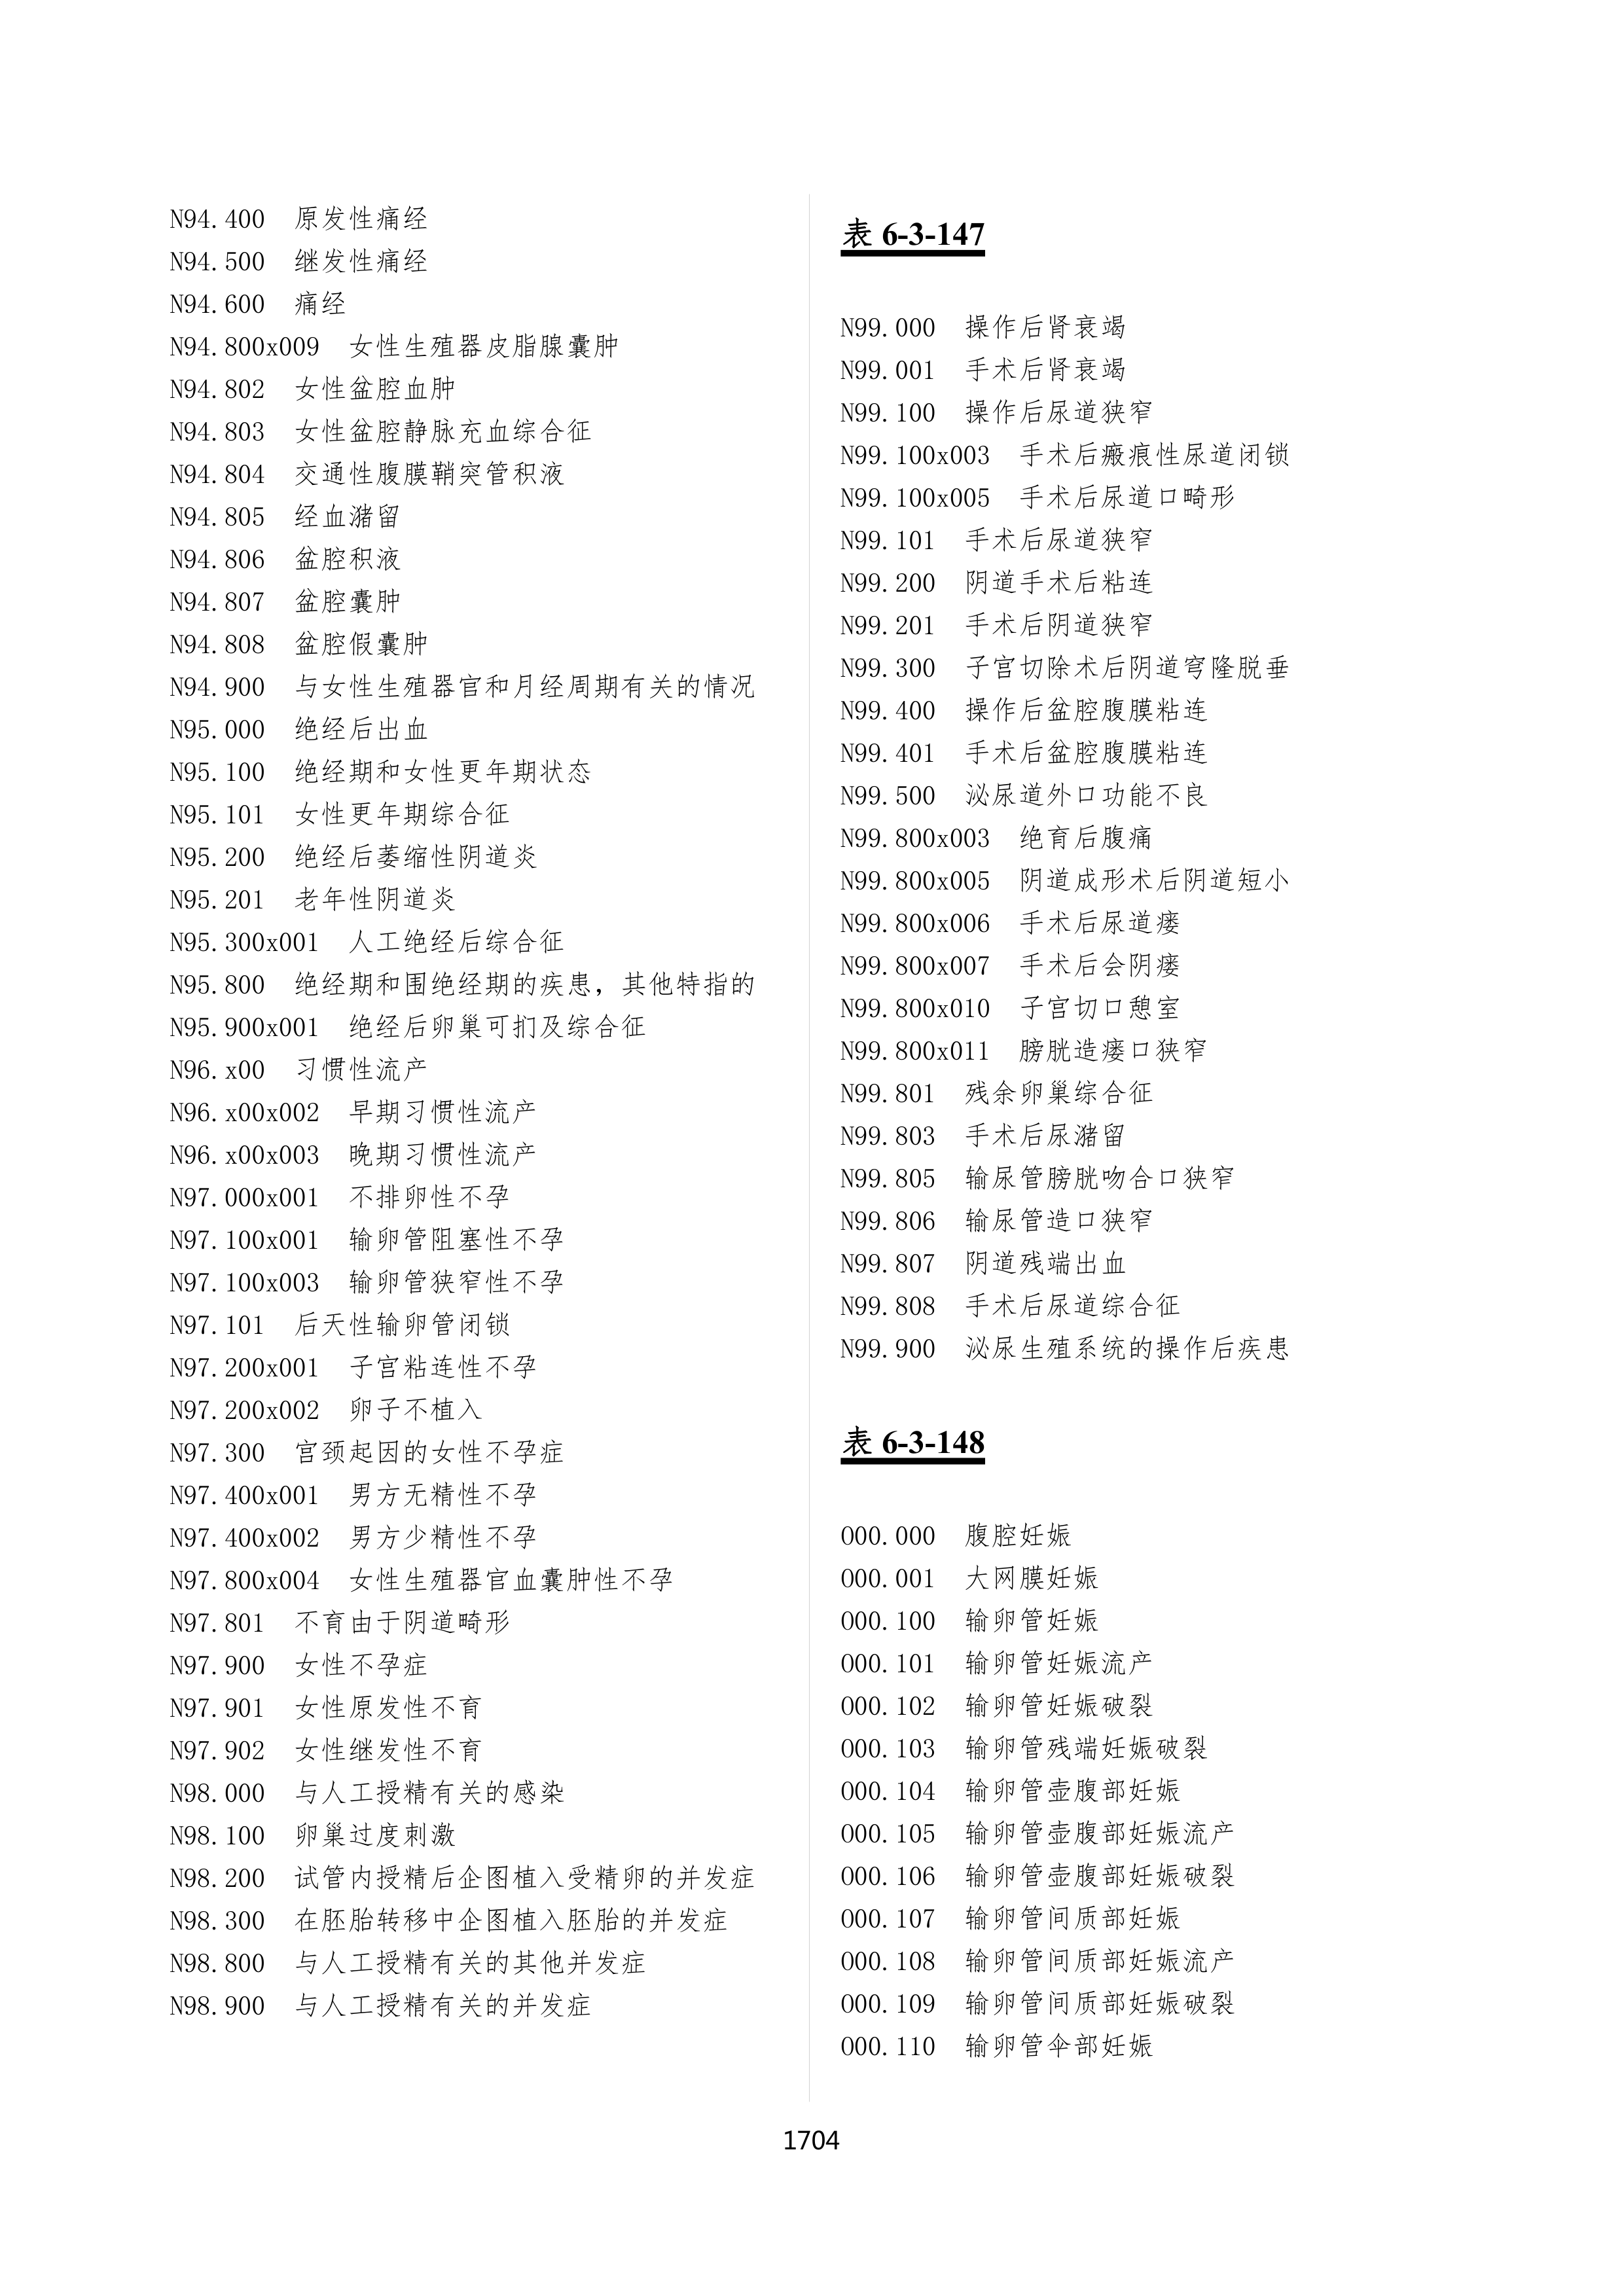 N94.400 原发性痛经
N94.500 继发性痛经
N94.600 痛经
N94.800x009 女性生殖器皮脂腺囊肿
N94.802 女性盆腔血肿
N94.803 女性盆腔静脉充血综合征
N94.804 交通性腹膜鞘突管积液
N94.805 经血潴留
N94.806 盆腔积液
N94.807 盆腔囊肿
N94.808 盆腔假囊肿
N94.900 与女性生殖器官和月经周期有关的情况
N95.000 绝经后出血
N95.100 绝经期和女性更年期状态
N95.101 女性更年期综合征
N95.200 绝经后萎缩性阴道炎
N95.201 老年性阴道炎
N95.300x001 人工绝经后综合征
N95.800 绝经期和围绝经期的疾患，其他特指的
N95.900x001 绝经后卵巢可扪及综合征
N96.x00 习惯性流产
N96.x00x002 早期习惯性流产
N96.x00x003 晚期习惯性流产
N97.000x001 不排卵性不孕
N97.100x001 输卵管阻塞性不孕
N97.100x003 输卵管狭窄性不孕
N97.101 后天性输卵管闭锁
N97.200x001 子宫粘连性不孕
N97.200x002 卵子不植入
N97.300 宫颈起因的女性不孕症
N97.400x001 男方无精性不孕
N97.400x002 男方少精性不孕
N97.800x004 女性生殖器官血囊肿性不孕
N97.801 不育由于阴道畸形
N97.900 女性不孕症
N97.901 女性原发性不育
N97.902 女性继发性不育
N98.000 与人工授精有关的感染
N98.100 卵巢过度刺激
N98.200 试管内授精后企图植入受精卵的并发症
N98.300 在胚胎转移中企图植入胚胎的并发症
N98.800 与人工授精有关的其他并发症
N98.900 与人工授精有关的并发症
表 6-3-147
N99.000 操作后肾衰竭
N99.001 手术后肾衰竭
N99.100 操作后尿道狭窄
N99.100x003 手术后瘢痕性尿道闭锁
N99.100x005 手术后尿道口畸形
N99.101 手术后尿道狭窄
N99.200 阴道手术后粘连
N99.201 手术后阴道狭窄
N99.300 子宫切除术后阴道穹隆脱垂
N99.400 操作后盆腔腹膜粘连
N99.401 手术后盆腔腹膜粘连
N99.500 泌尿道外口功能不良
N99.800x003 绝育后腹痛
N99.800x005 阴道成形术后阴道短小
N99.800x006 手术后尿道瘘
N99.800x007 手术后会阴瘘
N99.800x010 子宫切口憩室
N99.800x011 膀胱造瘘口狭窄
N99.801 残余卵巢综合征
N99.803 手术后尿潴留
N99.805 输尿管膀胱吻合口狭窄
N99.806 输尿管造口狭窄
N99.807 阴道残端出血
N99.808 手术后尿道综合征
N99.900 泌尿生殖系统的操作后疾患
表 6-3-148
O00.000 腹腔妊娠
O00.001 大网膜妊娠
O00.100 输卵管妊娠
O00.101 输卵管妊娠流产
O00.102 输卵管妊娠破裂
O00.103 输卵管残端妊娠破裂
O00.104 输卵管壶腹部妊娠
O00.105 输卵管壶腹部妊娠流产
O00.106 输卵管壶腹部妊娠破裂
O00.107 输卵管间质部妊娠
O00.108 输卵管间质部妊娠流产
O00.109 输卵管间质部妊娠破裂
O00.110 输卵管伞部妊娠
1704